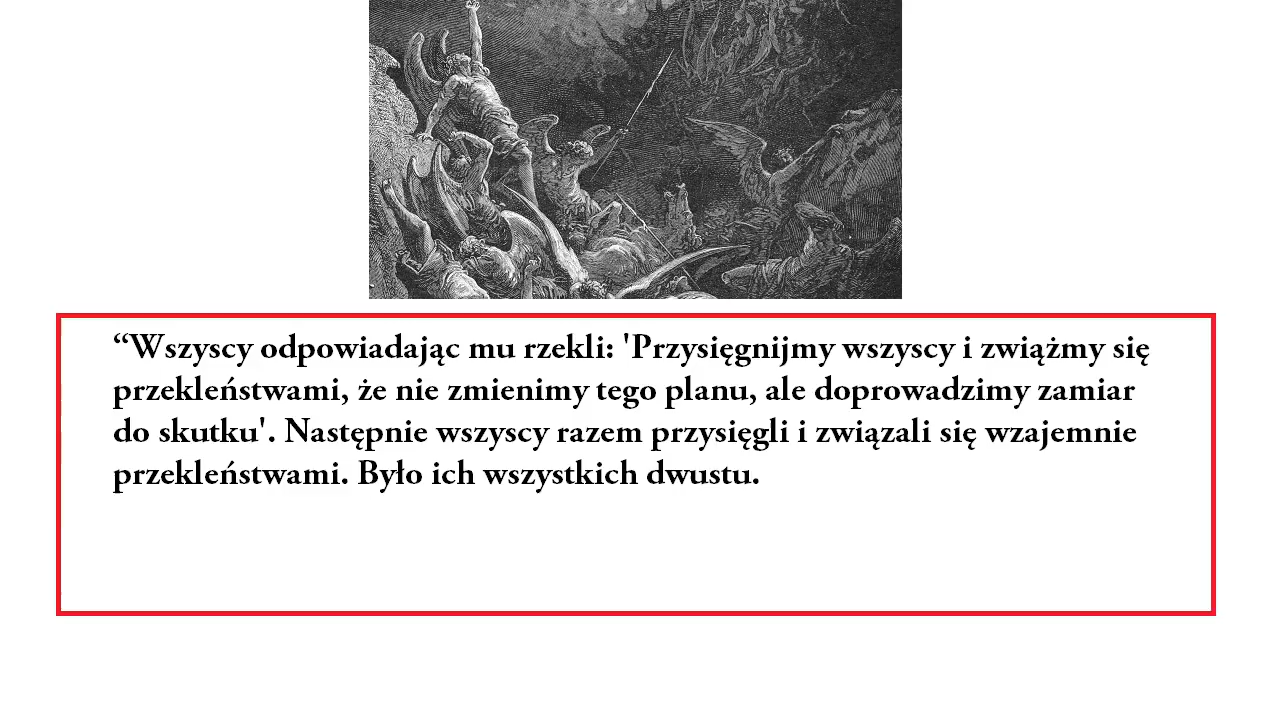 “Wszyscy odpowiadając mu rzekli: 'Przysięgnijmy wszyscy i zwiążmy się
przekleństwami, że nie zmienimy tego planu, ale doprowadzimy zamiar
do skutku'. Następnie wszyscy razem przysięgli i związali się wzajemnie
przekleństwami. Było ich wszystkich dwustu.